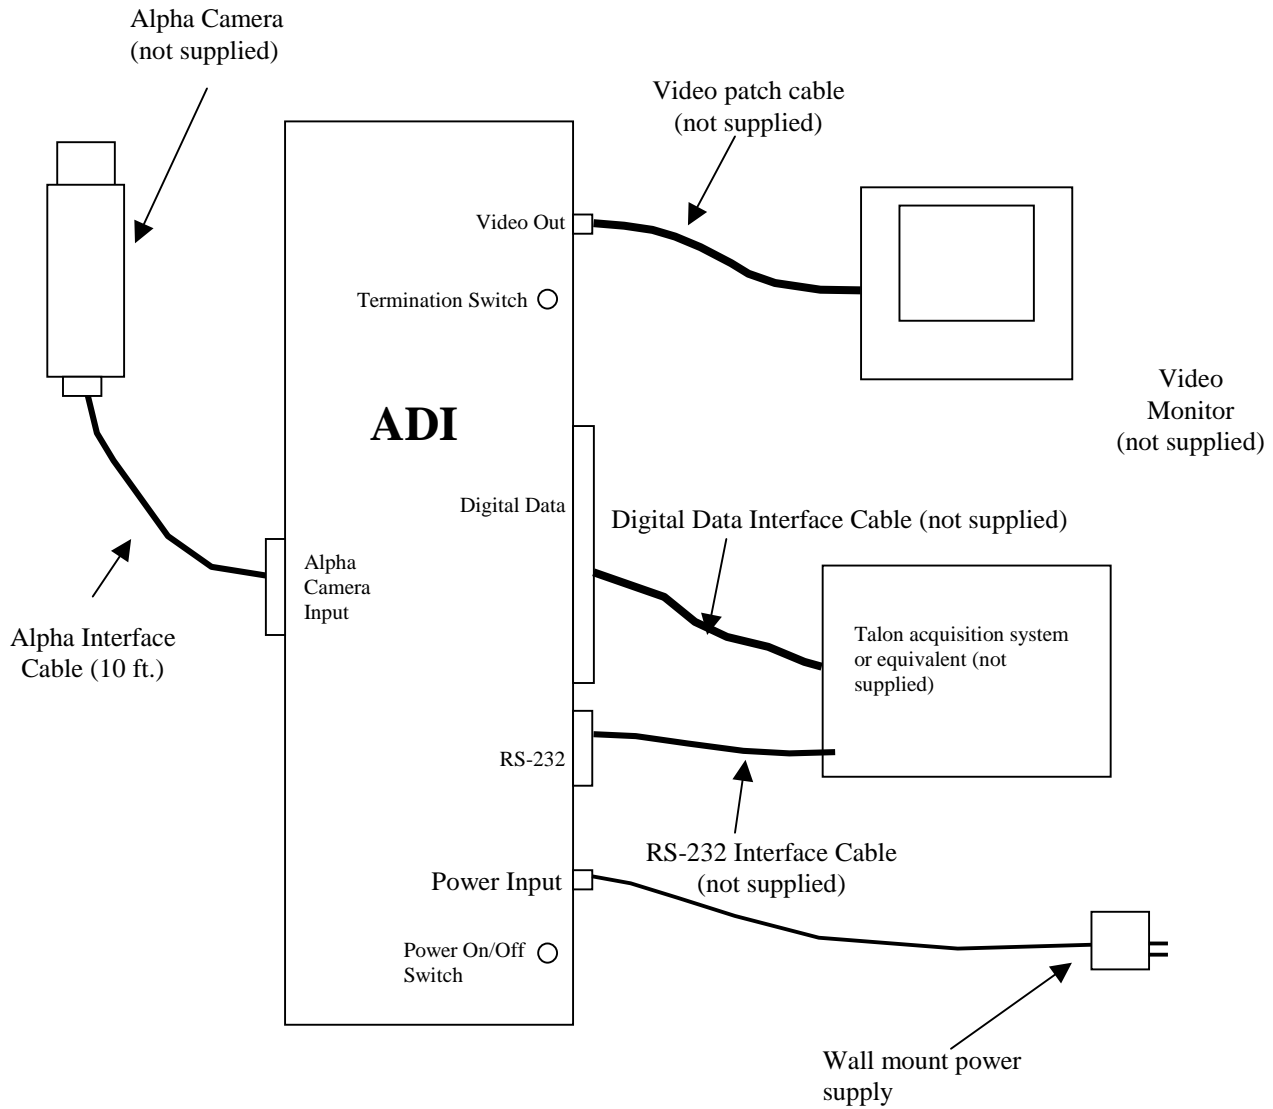 Alpha Camera
(not supplied)
Video patch cable
(not supplied)
Video Out
Termination Switch
ADI
Video
Monitor
(not supplied)
Digital Data
Digital Data Interface Cable (not supplied)
Alpha
Camera
Input
Alpha Interface
Cable (10 ft.)
Talon acquisition system
or equivalent (not
supplied)
RS-232
RS-232 Interface Cable
(not supplied)
Power Input
Power On/Off
Switch
Wall mount power
supply